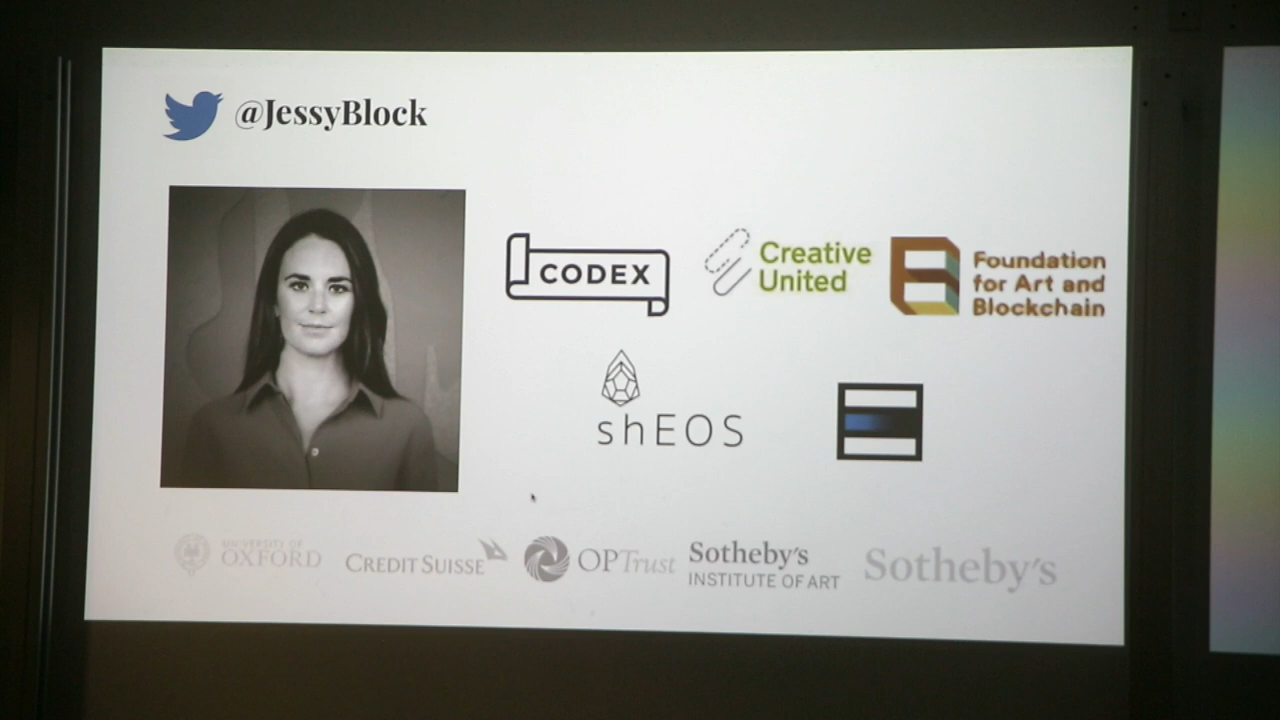 @JessyBlock
CODEX
Creative
United
Foundation
for Art and
Blockchain
shEOS
UNIVERSITY OF
OXFORD
CREDIT SUISSE
OPTrust
Sotheby's
INSTITUTE OF ART
Sotheby's